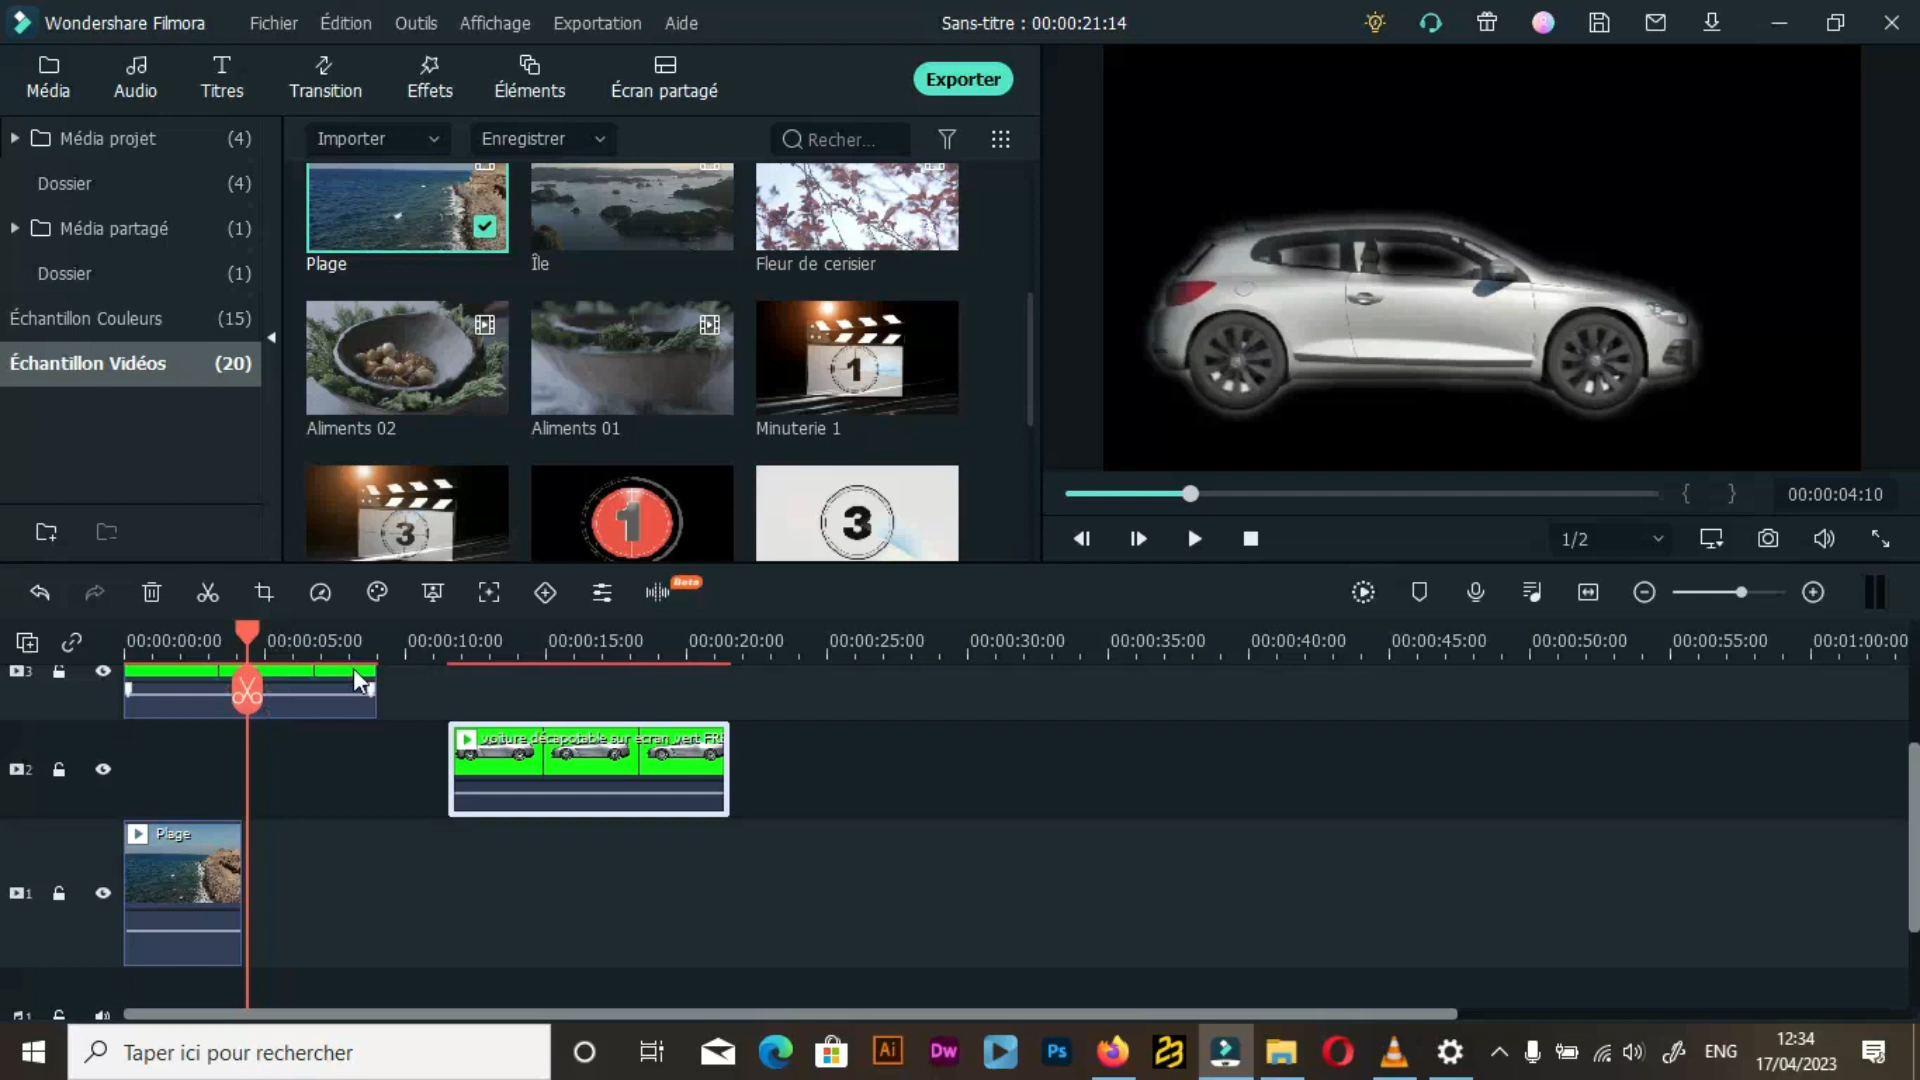 Wondershare Filmora
Fichier
Édition
Outils
Affichage
Exportation
Aide
Sans-titre : 00:00:21:14
Média
Audio
Titres
Transition
Effets
Éléments
Écran partagé
Exporter
Média projet (4)
Dossier (4)
Média partagé (1)
Dossier (1)
Échantillon Couleurs (15)
Échantillon Vidéos (20)
Importer
Enregistrer
Recher...
Plage
Île
Fleur de cerisier
Aliments 02
Aliments 01
1
Minuterie 1
3
1
3
00:00:04:10
1/2
Beta
00:00:00:00 00:00:05:00 00:00:10:00 00:00:15:00 00:00:20:00 00:00:25:00 00:00:30:00 00:00:35:00 00:00:40:00 00:00:45:00 00:00:50:00 00:00:55:00 00:01:00:00
3
voiture décapotable sur écran vert FRE
2
Plage
1
1
Taper ici pour rechercher
Ai
Dw
Ps
ENG
12:34
17/04/2023